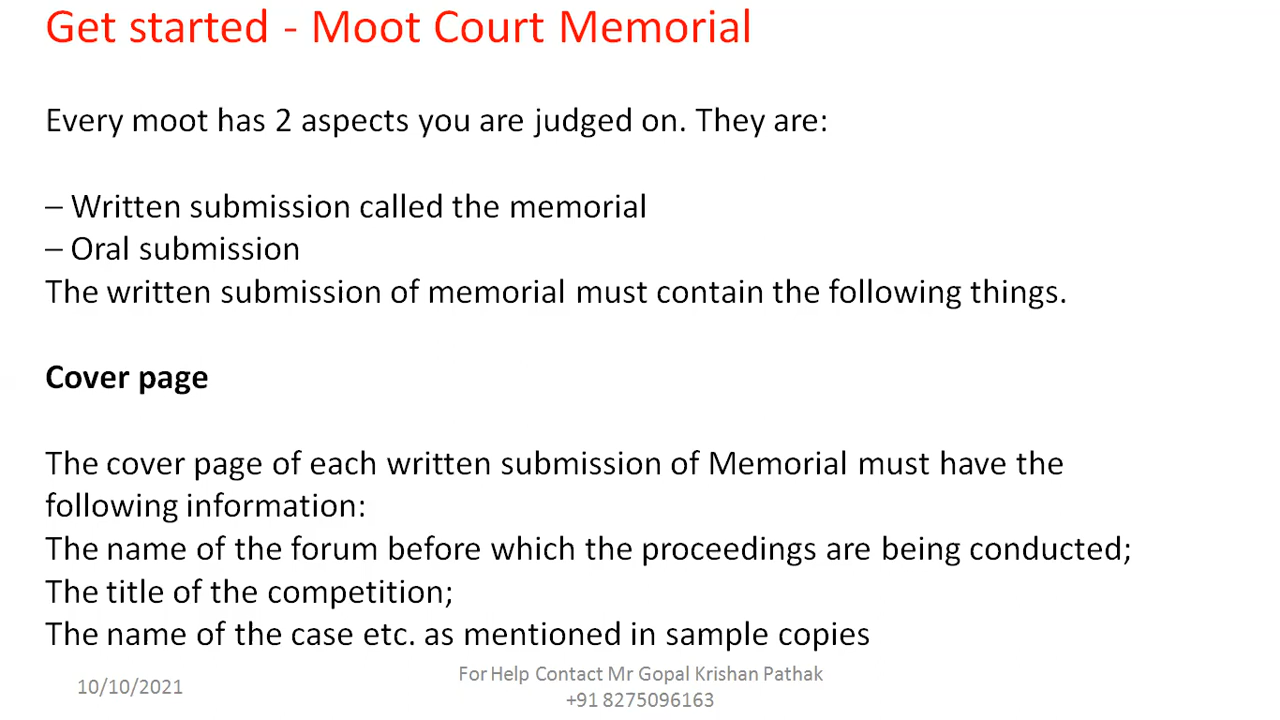 Get started - Moot Court Memorial
Every moot has 2 aspects you are judged on. They are:
– Written submission called the memorial
– Oral submission
The written submission of memorial must contain the following things.
Cover page
The cover page of each written submission of Memorial must have the
following information:
The name of the forum before which the proceedings are being conducted;
The title of the competition;
The name of the case etc. as mentioned in sample copies
10/10/2021
For Help Contact Mr Gopal Krishan Pathak
+91 8275096163